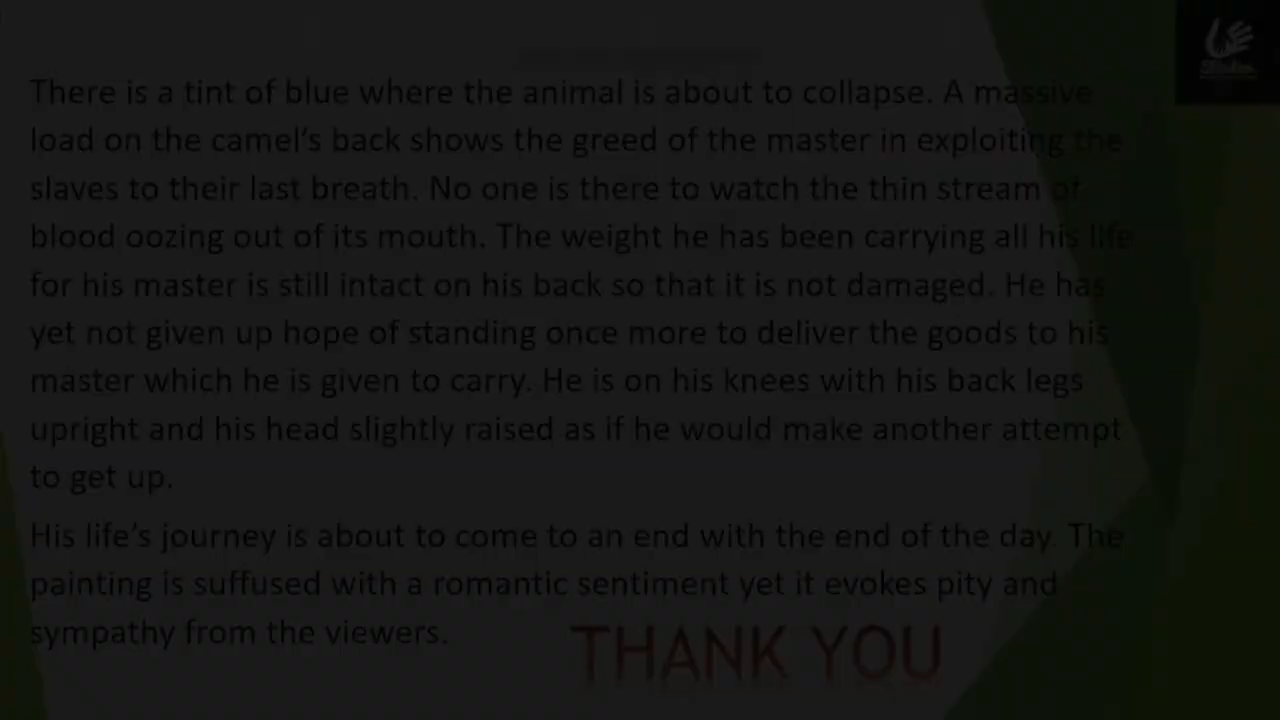 There is a tint of blue where the animal is about to collapse. A massive
load on the camel's back shows the greed of the master in exploiting the
slaves to their last breath. No one is there to watch the thin stream of
blood oozing out of its mouth. The weight he has been carrying all his life
for his master is still intact on his back so that it is not damaged. He has
yet not given up hope of standing once more to deliver the goods to his
master which he is given to carry. He is on his knees with his back legs
upright and his head slightly raised as if he would make another attempt
to get up.
His life's journey is about to come to an end with the end of the day. The
painting is suffused with a romantic sentiment yet it evokes pity and
sympathy from the viewers.
THANK YOU